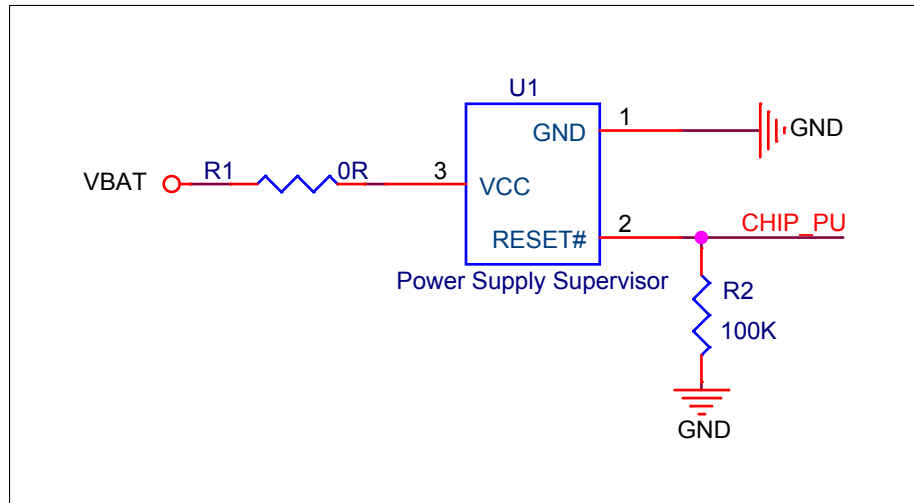 U1
1
GND
GND
VBAT
R1
0R
3
VCC
2
CHIP_PU
RESET#
Power Supply Supervisor
R2
100K
GND